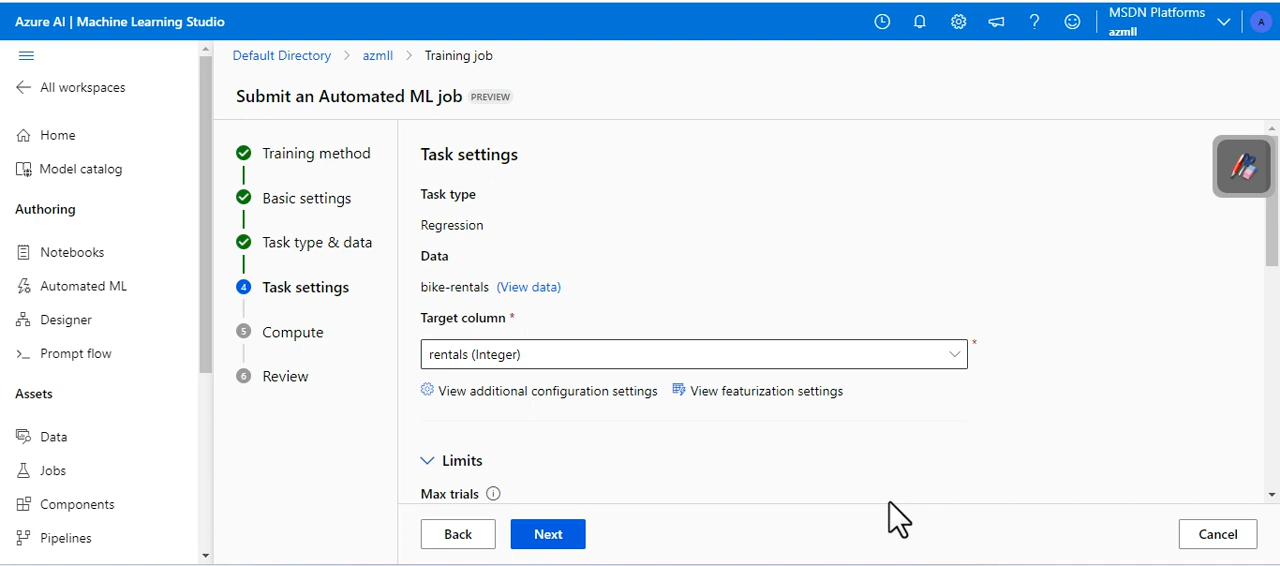 Azure AI | Machine Learning Studio
MSDN Platforms
azmll
A
All workspaces
Home
Model catalog
Authoring
Notebooks
Automated ML
Designer
Prompt flow
Assets
Data
Jobs
Components
Pipelines
Default Directory > azmll > Training job
Submit an Automated ML job PREVIEW
Training method
Basic settings
Task type & data
4 Task settings
5 Compute
6 Review
Task settings
Task type
Regression
Data
bike-rentals (View data)
Target column *
rentals (Integer) *
View additional configuration settings View featurization settings
Limits
Max trials
Back Next Cancel